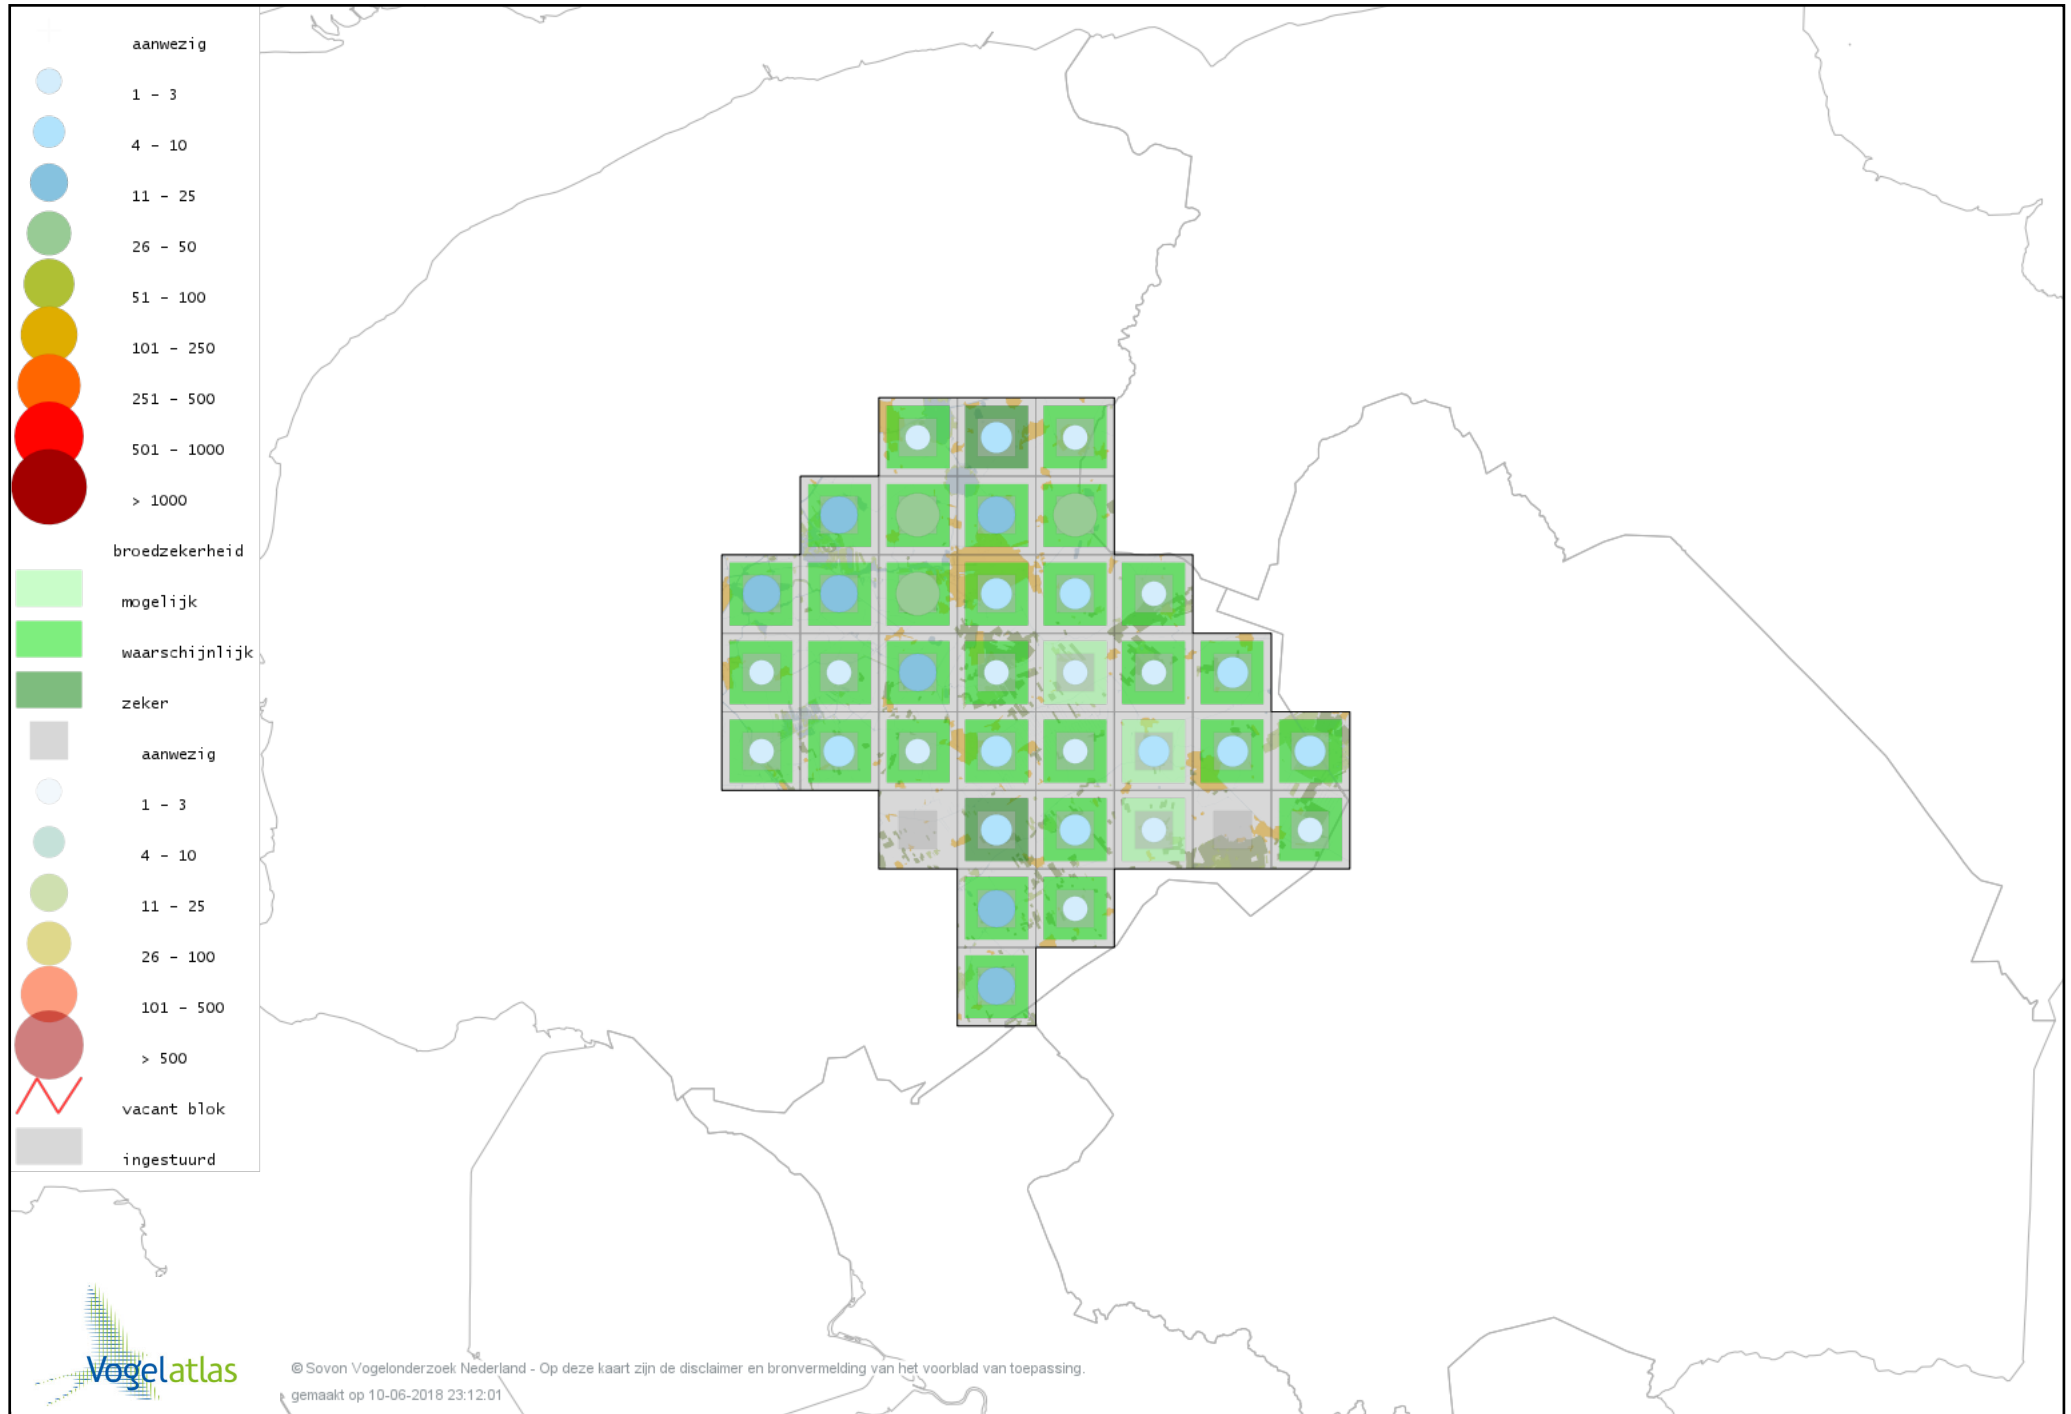 aanwezig
1 - 3
4 - 10
11 - 25
26 - 50
51 - 100
101 - 250
251 - 500
501 - 1000
> 1000
broedzekerheid
mogelijk
waarschijnlijk
zeker
aanwezig
1 - 3
4 - 10
11 - 25
26 - 100
101 - 500
> 500
vacant blok
ingestuurd
Vogelatlas
© Sovon Vogelonderzoek Nederland - Op deze kaart zijn de disclaimer en bronvermelding van het voorblad van toepassing.
gemaakt op 10-06-2018 23:12:01